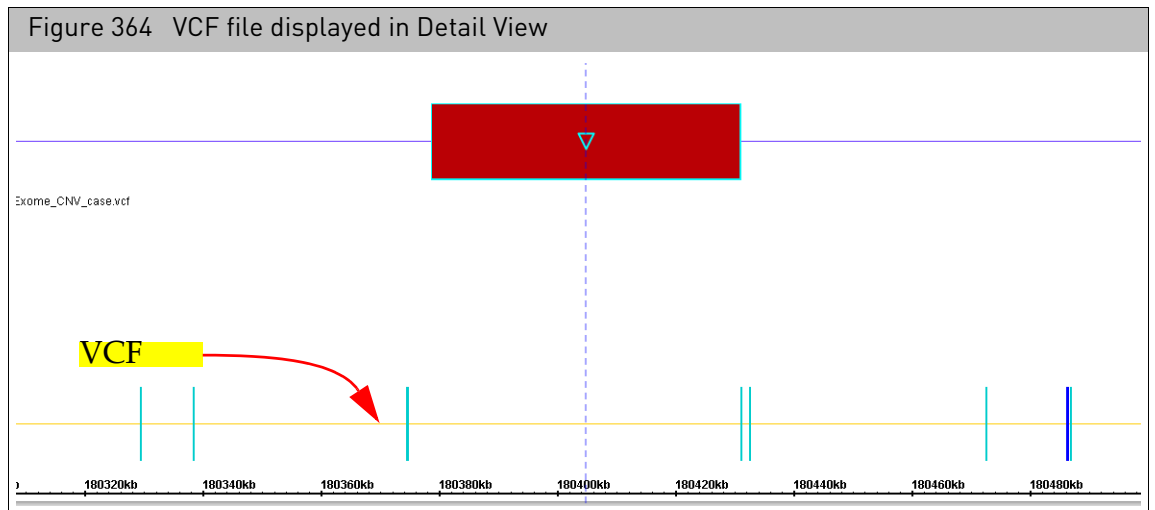 Figure 364 VCF file displayed in Detail View
Exome_CNV_case.vcf
VCF
180320kb 180340kb 180360kb 180380kb 180400kb 180420kb 180440kb 180460kb 180480kb